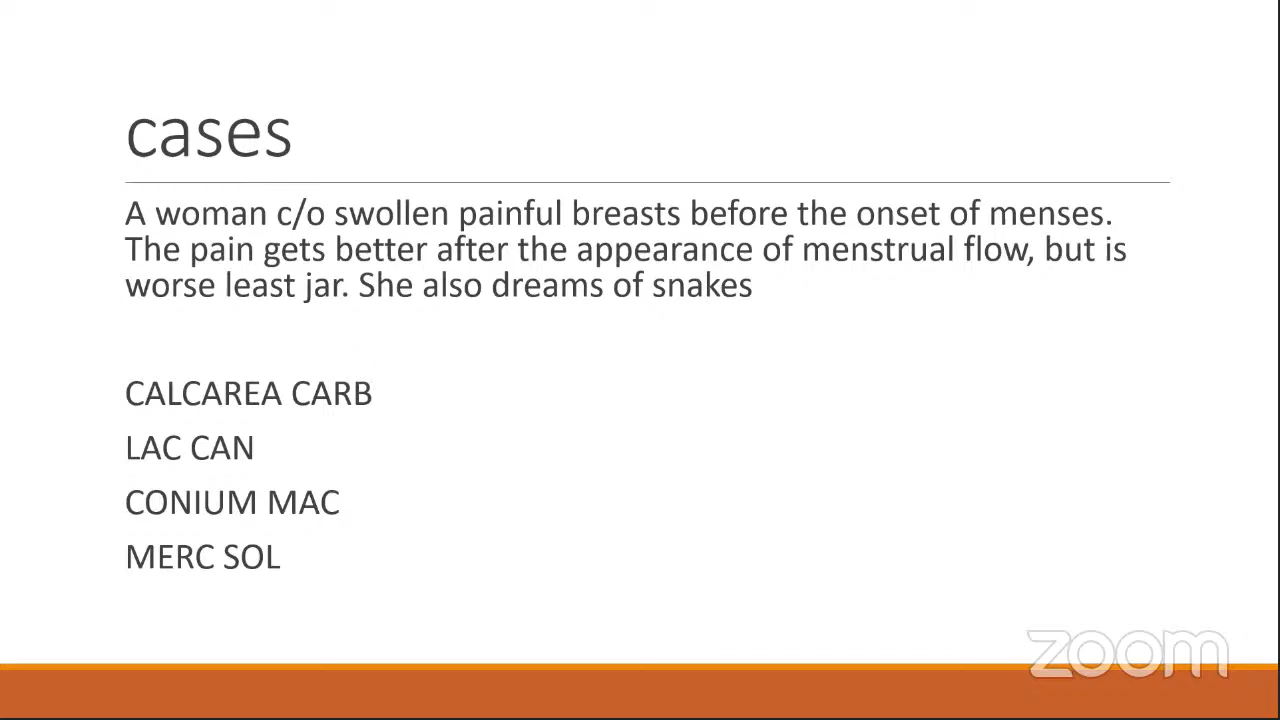 cases
A woman c/o swollen painful breasts before the onset of menses.
The pain gets better after the appearance of menstrual flow, but is
worse least jar. She also dreams of snakes
CALCAREA CARB
LAC CAN
CONIUM MAC
MERC SOL
zoom